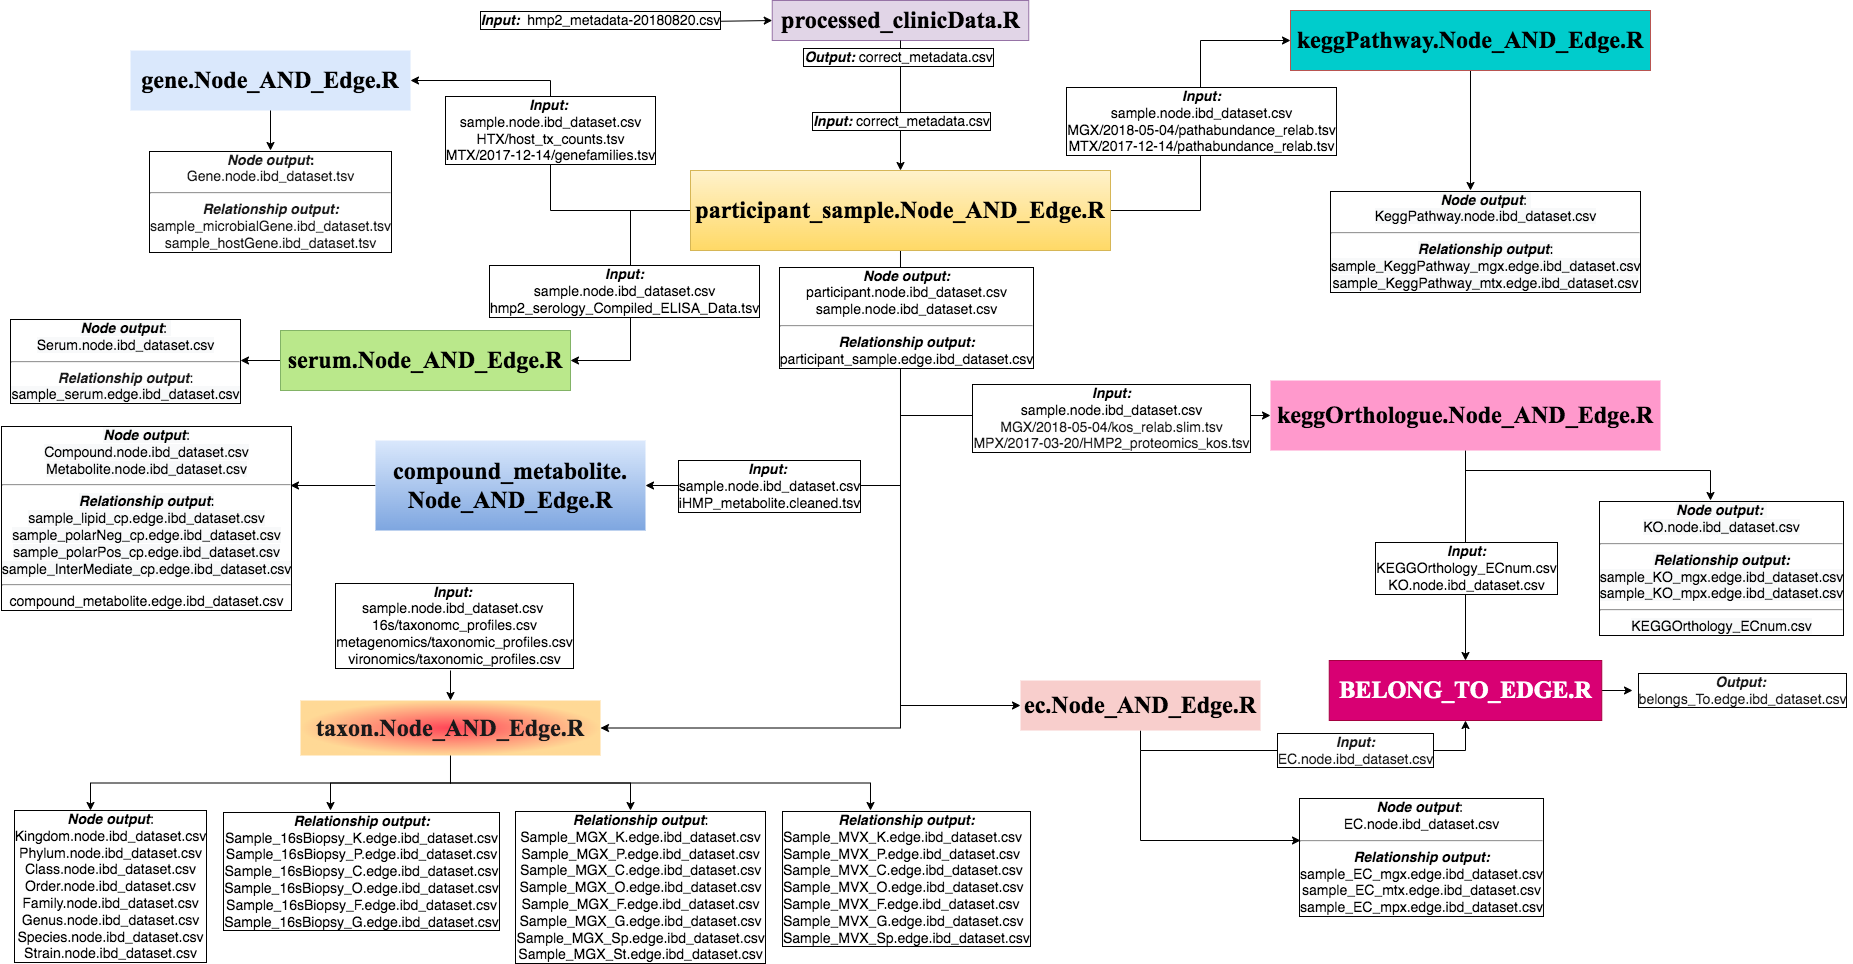 Input: hmp2_metadata-20180820.csv
processed_clinicData.R
Output: correct_metadata.csv
Input: correct_metadata.csv
keggPathway.Node_AND_Edge.R
Input:
sample.node.ibd_dataset.csv
MGX/2018-05-04/pathabundance_relab.tsv
MTX/2017-12-14/pathabundance_relab.tsv
Node output:
KeggPathway.node.ibd_dataset.csv
Relationship output:
sample_KeggPathway_mgx.edge.ibd_dataset.csv
sample_KeggPathway_mtx.edge.ibd_dataset.csv
gene.Node_AND_Edge.R
Input:
sample.node.ibd_dataset.csv
HTX/host_tx_counts.tsv
MTX/2017-12-14/genefamilies.tsv
Node output:
Gene.node.ibd_dataset.tsv
Relationship output:
sample_microbialGene.ibd_dataset.tsv
sample_hostGene.ibd_dataset.tsv
participant_sample.Node_AND_Edge.R
Node output:
participant.node.ibd_dataset.csv
sample.node.ibd_dataset.csv
Relationship output:
participant_sample.edge.ibd_dataset.csv
Input:
sample.node.ibd_dataset.csv
hmp2_serology_Compiled_ELISA_Data.tsv
serum.Node_AND_Edge.R
Node output:
Serum.node.ibd_dataset.csv
Relationship output:
sample_serum.edge.ibd_dataset.csv
Input:
sample.node.ibd_dataset.csv
MGX/2018-05-04/kos_relab.slim.tsv
MPX/2017-03-20/HMP2_proteomics_kos.tsv
keggOrthologue.Node_AND_Edge.R
Node output:
KO.node.ibd_dataset.csv
Relationship output:
sample_KO_mgx.edge.ibd_dataset.csv
sample_KO_mpx.edge.ibd_dataset.csv
KEGGOrthology_ECnum.csv
Input:
KEGGOrthology_ECnum.csv
KO.node.ibd_dataset.csv
Input:
sample.node.ibd_dataset.csv
iHMP_metabolite.cleaned.tsv
compound_metabolite.
Node_AND_Edge.R
Node output:
Compound.node.ibd_dataset.csv
Metabolite.node.ibd_dataset.csv
Relationship output:
sample_lipid_cp.edge.ibd_dataset.csv
sample_polarNeg_cp.edge.ibd_dataset.csv
sample_polarPos_cp.edge.ibd_dataset.csv
sample_InterMediate_cp.edge.ibd_dataset.csv
compound_metabolite.edge.ibd_dataset.csv
Input:
sample.node.ibd_dataset.csv
16s/taxonomc_profiles.csv
metagenomics/taxonomic_profiles.csv
vironomics/taxonomic_profiles.csv
taxon.Node_AND_Edge.R
ec.Node_AND_Edge.R
BELONG_TO_EDGE.R
Output:
belongs_To.edge.ibd_dataset.csv
Input:
EC.node.ibd_dataset.csv
Node output:
EC.node.ibd_dataset.csv
Relationship output:
sample_EC_mgx.edge.ibd_dataset.csv
sample_EC_mtx.edge.ibd_dataset.csv
sample_EC_mpx.edge.ibd_dataset.csv
Node output:
Kingdom.node.ibd_dataset.csv
Phylum.node.ibd_dataset.csv
Class.node.ibd_dataset.csv
Order.node.ibd_dataset.csv
Family.node.ibd_dataset.csv
Genus.node.ibd_dataset.csv
Species.node.ibd_dataset.csv
Strain.node.ibd_dataset.csv
Relationship output:
Sample_16sBiopsy_K.edge.ibd_dataset.csv
Sample_16sBiopsy_P.edge.ibd_dataset.csv
Sample_16sBiopsy_C.edge.ibd_dataset.csv
Sample_16sBiopsy_O.edge.ibd_dataset.csv
Sample_16sBiopsy_F.edge.ibd_dataset.csv
Sample_16sBiopsy_G.edge.ibd_dataset.csv
Relationship output:
Sample_MGX_K.edge.ibd_dataset.csv
Sample_MGX_P.edge.ibd_dataset.csv
Sample_MGX_C.edge.ibd_dataset.csv
Sample_MGX_O.edge.ibd_dataset.csv
Sample_MGX_F.edge.ibd_dataset.csv
Sample_MGX_G.edge.ibd_dataset.csv
Sample_MGX_Sp.edge.ibd_dataset.csv
Sample_MGX_St.edge.ibd_dataset.csv
Relationship output:
Sample_MVX_K.edge.ibd_dataset.csv
Sample_MVX_P.edge.ibd_dataset.csv
Sample_MVX_C.edge.ibd_dataset.csv
Sample_MVX_O.edge.ibd_dataset.csv
Sample_MVX_F.edge.ibd_dataset.csv
Sample_MVX_G.edge.ibd_dataset.csv
Sample_MVX_Sp.edge.ibd_dataset.csv